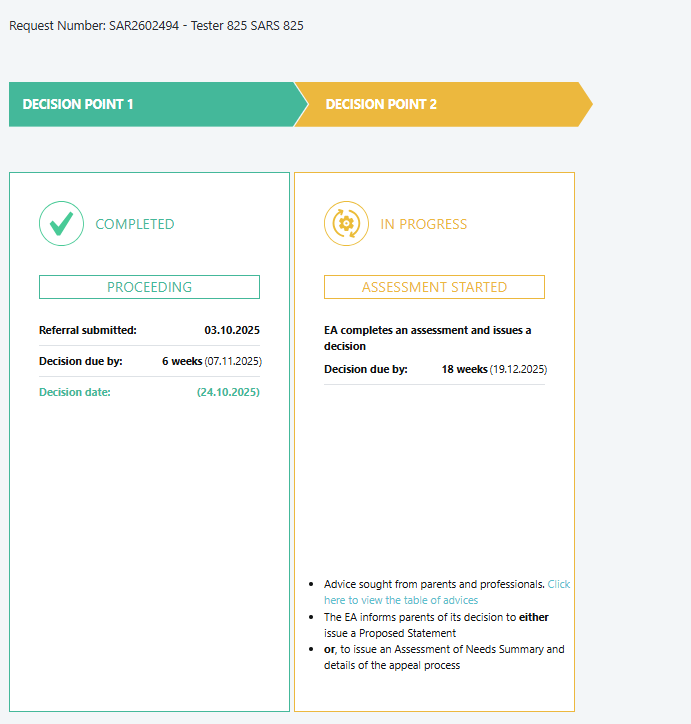 Request Number: SAR2602494 - Tester 825 SARS 825
DECISION POINT 1
DECISION POINT 2
COMPLETED
PROCEEDING
Referral submitted: 03.10.2025
Decision due by: 6 weeks (07.11.2025)
Decision date: (24.10.2025)
IN PROGRESS
ASSESSMENT STARTED
EA completes an assessment and issues a
decision
Decision due by: 18 weeks (19.12.2025)
• Advice sought from parents and professionals. Click
here to view the table of advices
• The EA informs parents of its decision to either
issue a Proposed Statement
• or, to issue an Assessment of Needs Summary and
details of the appeal process